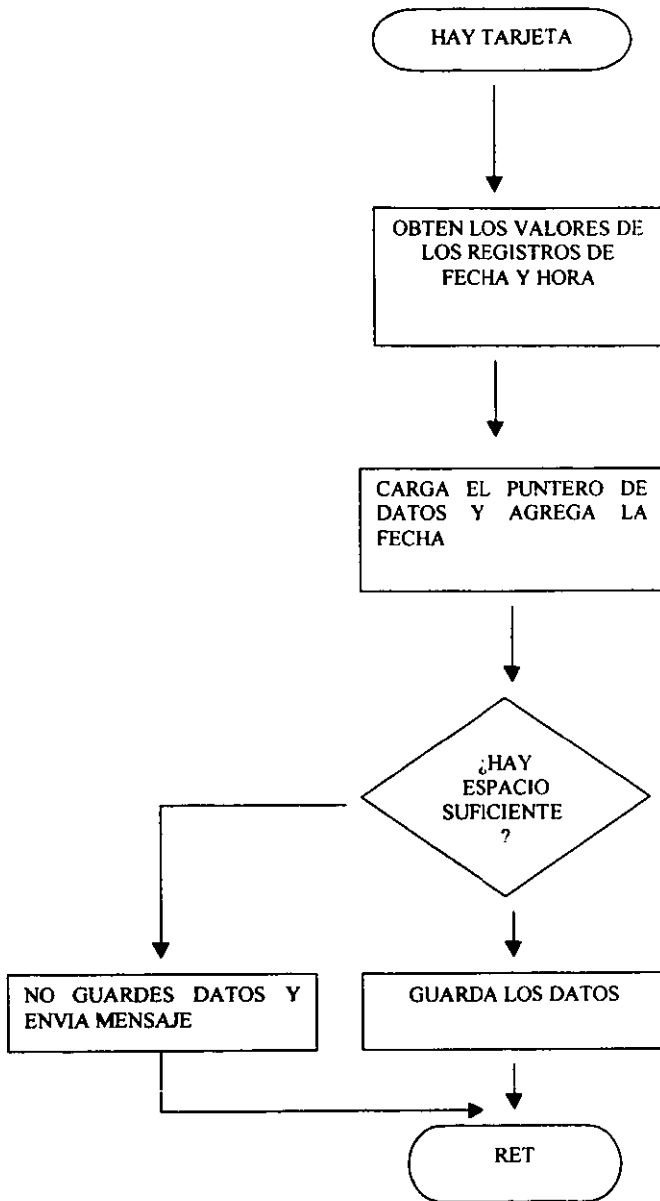 HAY TARJETA
OBTEN LOS VALORES DE
LOS REGISTROS DE
FECHA Y HORA
CARGA EL PUNTERO DE
DATOS Y AGREGA LA
FECHA
¿HAY
ESPACIO
SUFICIENTE
?
NO GUARDES DATOS Y
ENVIA MENSAJE
GUARDA LOS DATOS
RET